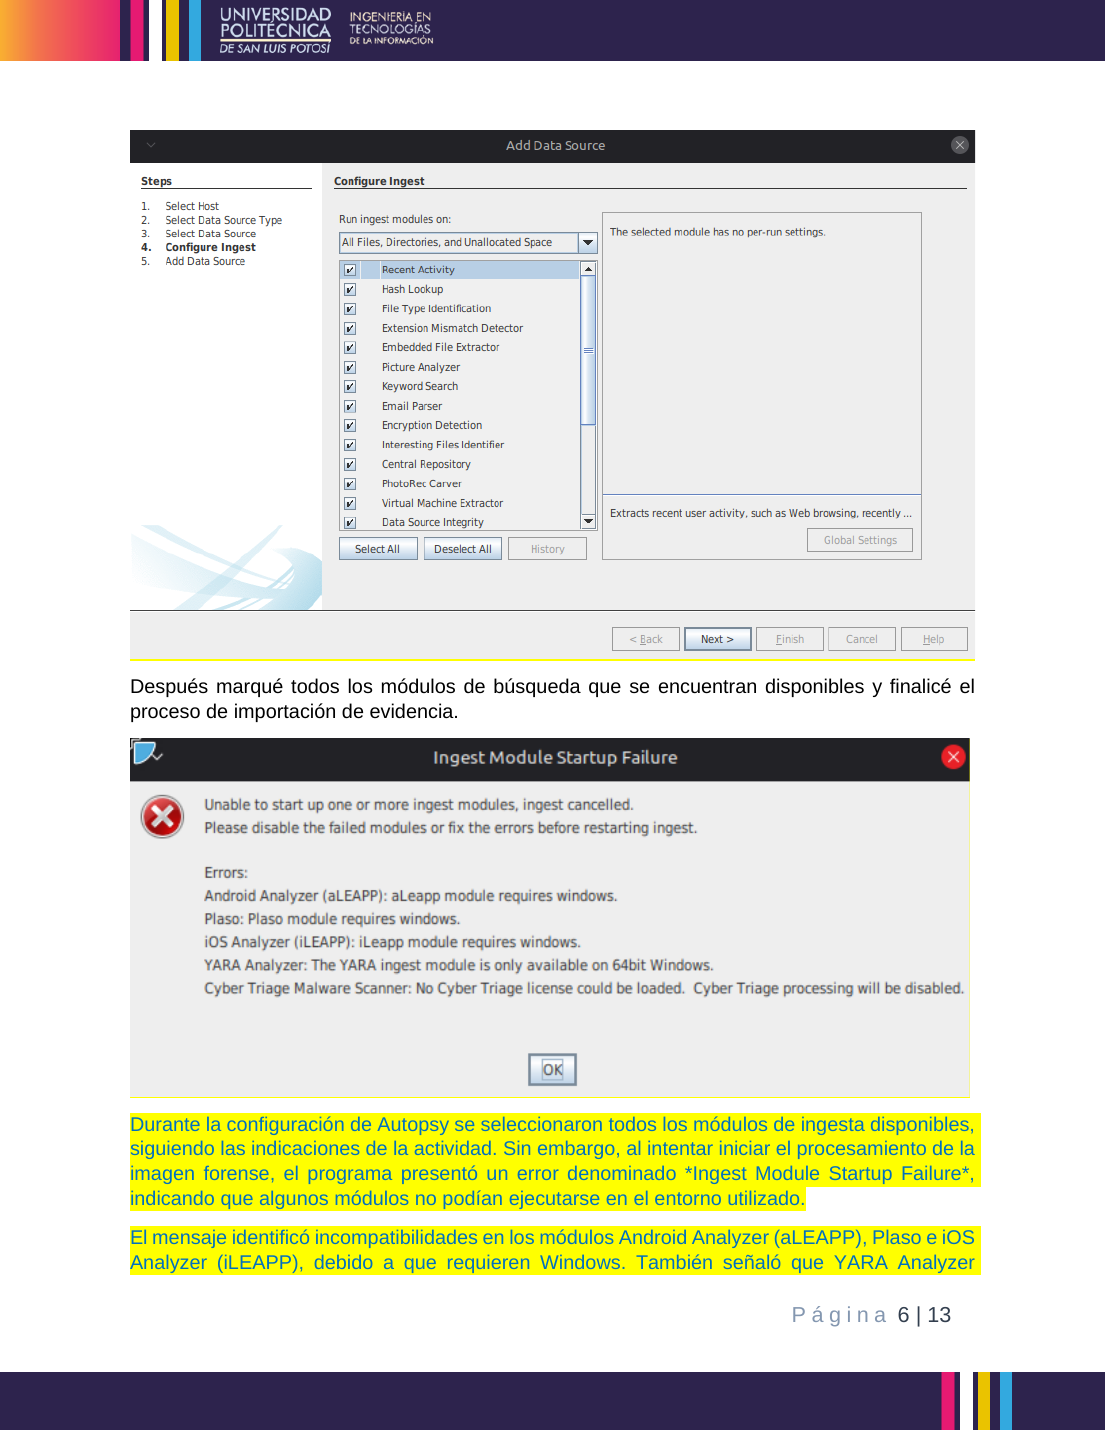 UNIVERSIDAD
POLITÉCNICA
DE SAN LUIS POTOSÍ
INGENIERÍA EN
TECNOLOGÍAS
DE LA INFORMACIÓN
Add Data Source
Steps
1. Select Host
2. Select Data Source Type
3. Select Data Source
4. Configure Ingest
5. Add Data Source
Configure Ingest
Run ingest modules on:
All Files, Directories, and Unallocated Space
Recent Activity
Hash Lookup
File Type Identification
Extension Mismatch Detector
Embedded File Extractor
Picture Analyzer
Keyword Search
Email Parser
Encryption Detection
Interesting Files Identifier
Central Repository
PhotoRec Carver
Virtual Machine Extractor
Data Source Integrity
Select All Deselect All History
The selected module has no per-run settings.
Extracts recent user activity, such as Web browsing, recently ...
Global Settings
< Back Next > Finish Cancel Help
Después marqué todos los módulos de búsqueda que se encuentran disponibles y finalicé el
proceso de importación de evidencia.
Ingest Module Startup Failure
Unable to start up one or more ingest modules, ingest cancelled.
Please disable the failed modules or fix the errors before restarting ingest.
Errors:
Android Analyzer (aLEAPP): aLeapp module requires windows.
Plaso: Plaso module requires windows.
iOS Analyzer (iLEAPP): iLeapp module requires windows.
YARA Analyzer: The YARA ingest module is only available on 64bit Windows.
Cyber Triage Malware Scanner: No Cyber Triage license could be loaded.  Cyber Triage processing will be disabled.
OK
Durante la configuración de Autopsy se seleccionaron todos los módulos de ingesta disponibles,
siguiendo las indicaciones de la actividad. Sin embargo, al intentar iniciar el procesamiento de la
imagen forense, el programa presentó un error denominado *Ingest Module Startup Failure*,
indicando que algunos módulos no podían ejecutarse en el entorno utilizado.
El mensaje identificó incompatibilidades en los módulos Android Analyzer (aLEAPP), Plaso e iOS
Analyzer (iLEAPP), debido a que requieren Windows. También señaló que YARA Analyzer
Página 6 | 13